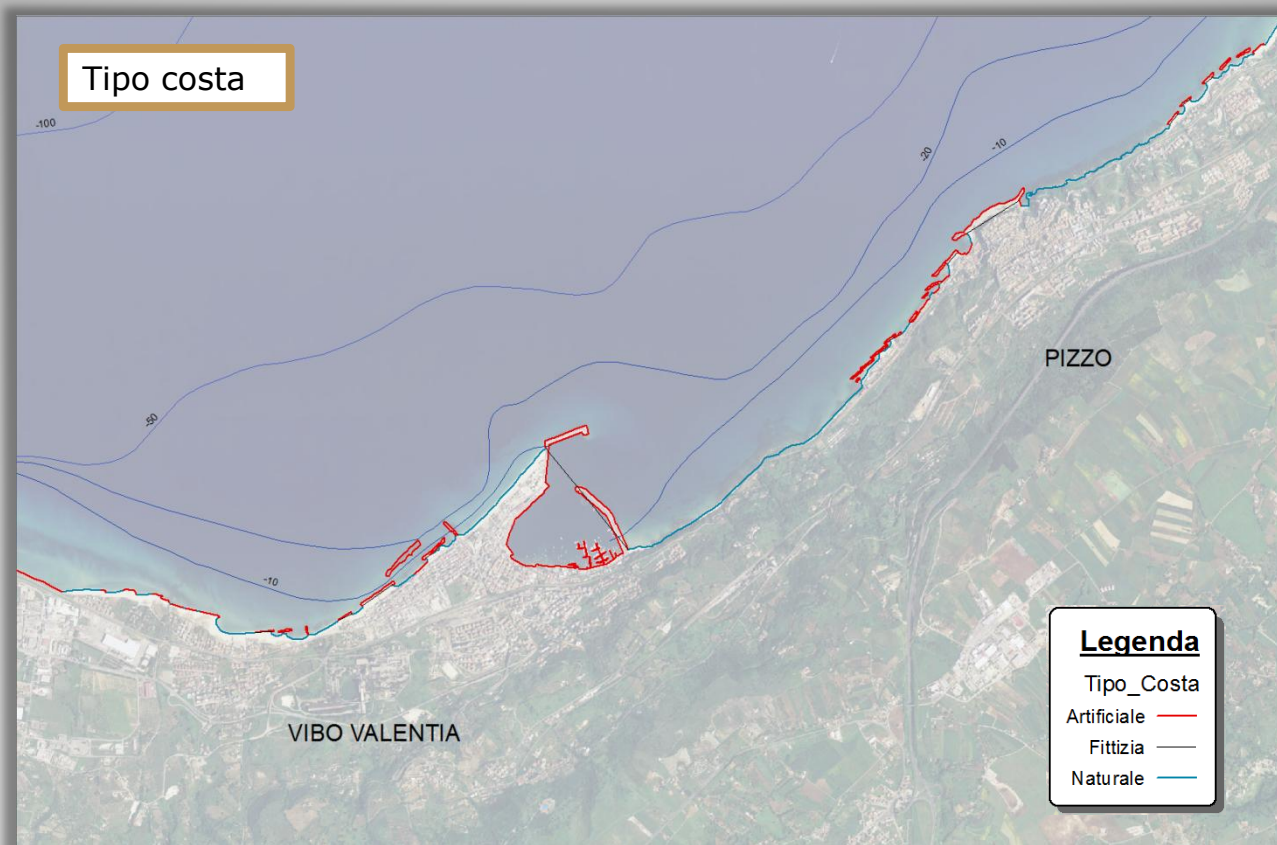 Tipo costa
-100
-20
-10
PIZZO
-50
-10
VIBO VALENTIA
Legenda
Tipo_Costa
Artificiale
Fittizia
Naturale